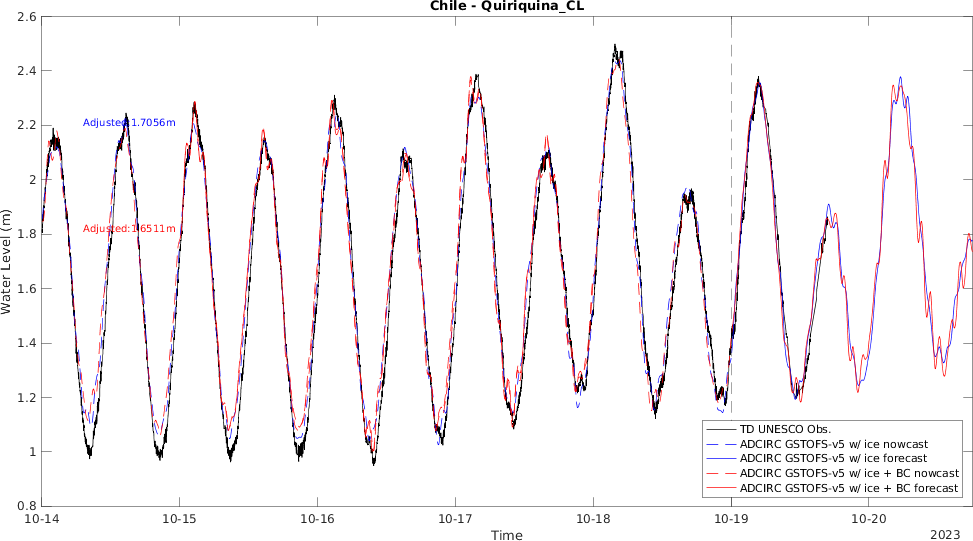 Chile - Quiriquina_CL
2.6
2.4
2.2
2
1.8
1.6
1.4
1.2
1
0.8
Water Level (m)
Adjusted:1.7056m
Adjusted:1.6511m
TD UNESCO Obs.
ADCIRC GSTOFS-v5 w/ ice nowcast
ADCIRC GSTOFS-v5 w/ ice forecast
ADCIRC GSTOFS-v5 w/ ice + BC nowcast
ADCIRC GSTOFS-v5 w/ ice + BC forecast
10-14 10-15 10-16 10-17 10-18 10-19 10-20
Time
2023